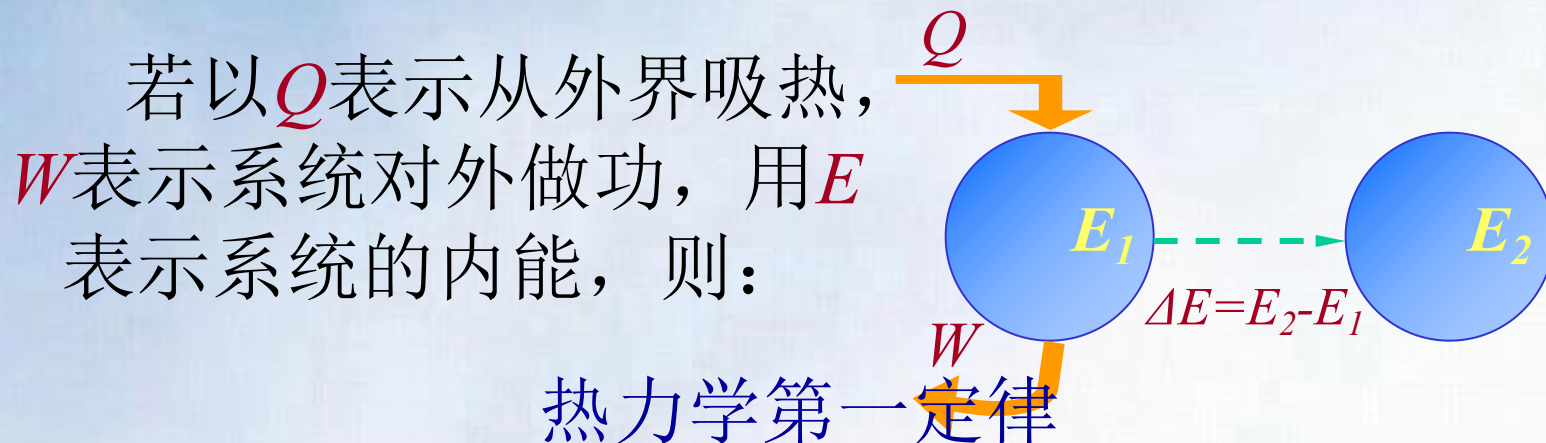 若以Q表示从外界吸热，
W表示系统对外做功，用E
表示系统的内能，则：
Q
E₁
E₂
ΔE=E₂-E₁
W
热力学第一定律